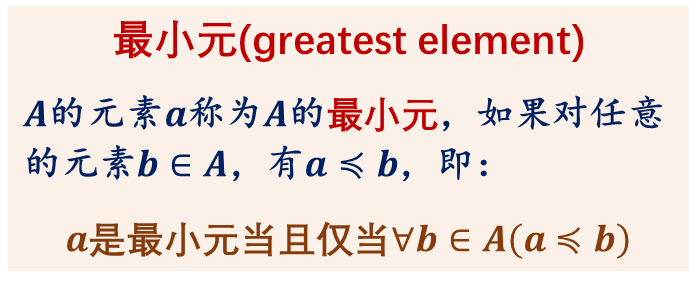 最小元(greatest element)
A的元素a称为A的最小元，如果对任意
的元素b ∈ A，有a ≼ b，即：
a是最小元当且仅当∀b ∈ A(a ≼ b)